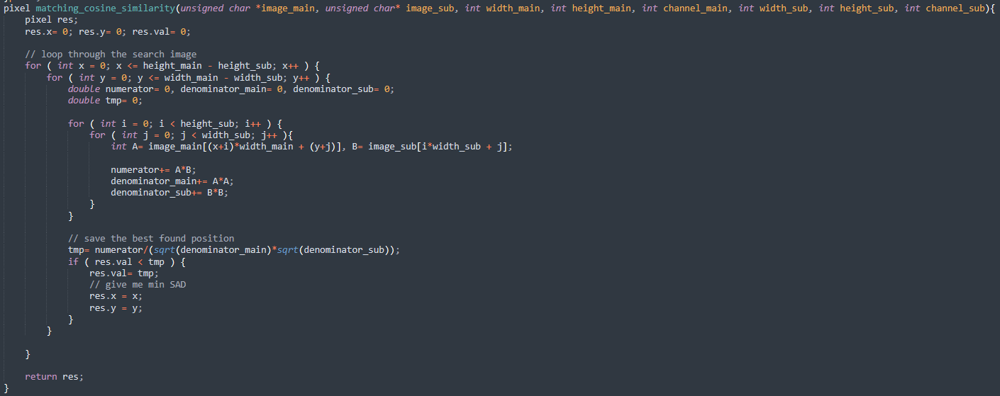 pixel matching_cosine_similarity(unsigned char *image_main, unsigned char* image_sub, int width_main, int height_main, int channel_main, int width_sub, int height_sub, int channel_sub){
    pixel res;
    res.x= 0; res.y= 0; res.val= 0;

    // loop through the search image
    for ( int x = 0; x <= height_main - height_sub; x++ ) {
        for ( int y = 0; y <= width_main - width_sub; y++ ) {
            double numerator= 0, denominator_main= 0, denominator_sub= 0;
            double tmp= 0;

            for ( int i = 0; i < height_sub; i++ ) {
                for ( int j = 0; j < width_sub; j++ ){
                    int A= image_main[(x+i)*width_main + (y+j)], B= image_sub[i*width_sub + j];

                    numerator+= A*B;
                    denominator_main+= A*A;
                    denominator_sub+= B*B;
                }
            }

            // save the best found position
            tmp= numerator/(sqrt(denominator_main)*sqrt(denominator_sub));
            if ( res.val < tmp ) {
                res.val= tmp;
                // give me min SAD
                res.x = x;
                res.y = y;
            }
        }

    }

    return res;
}